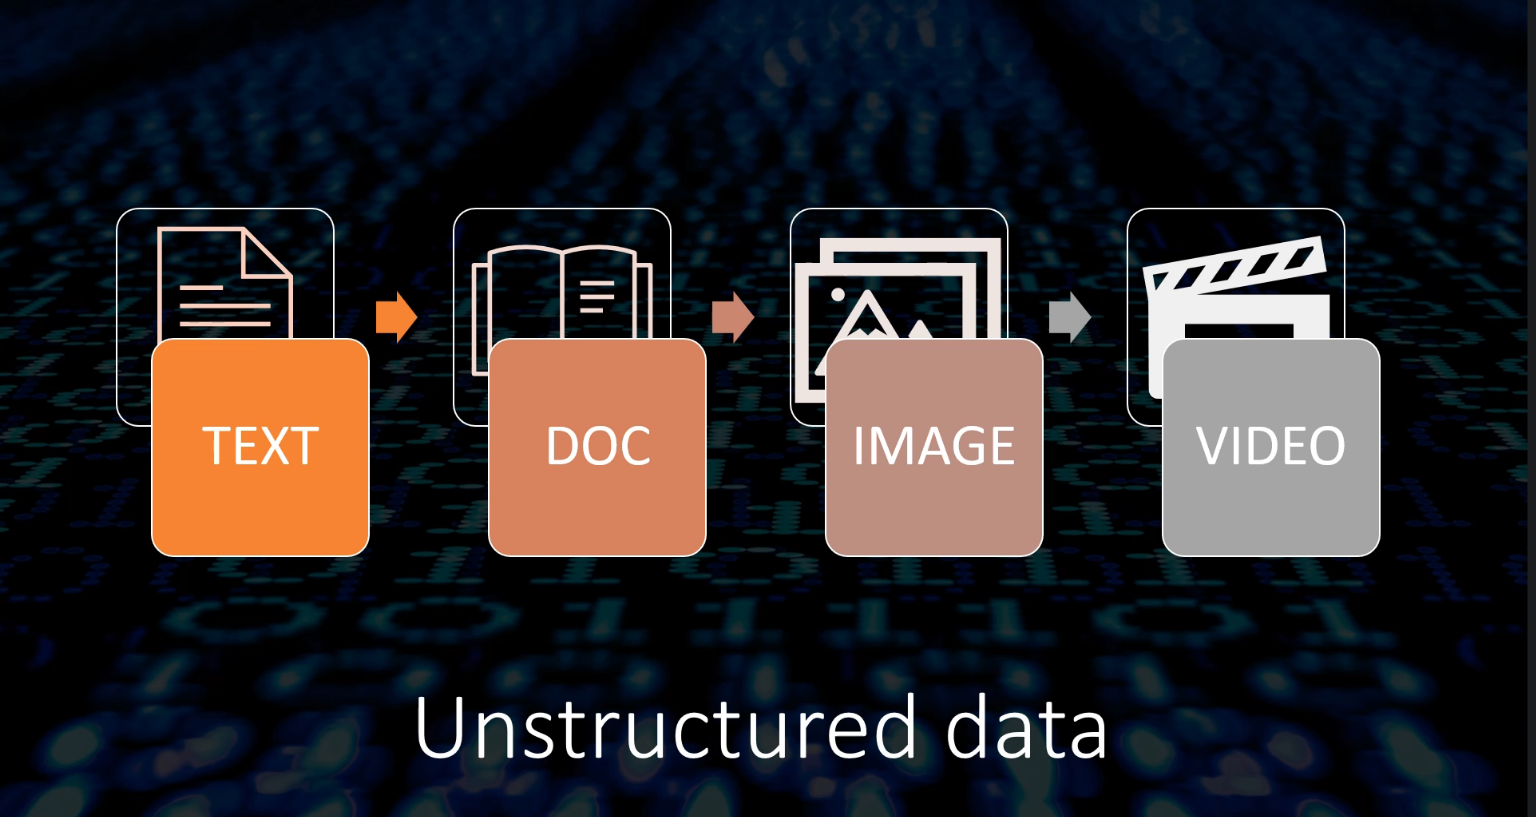 TEXT
DOC
IMAGE
VIDEO
Unstructured data